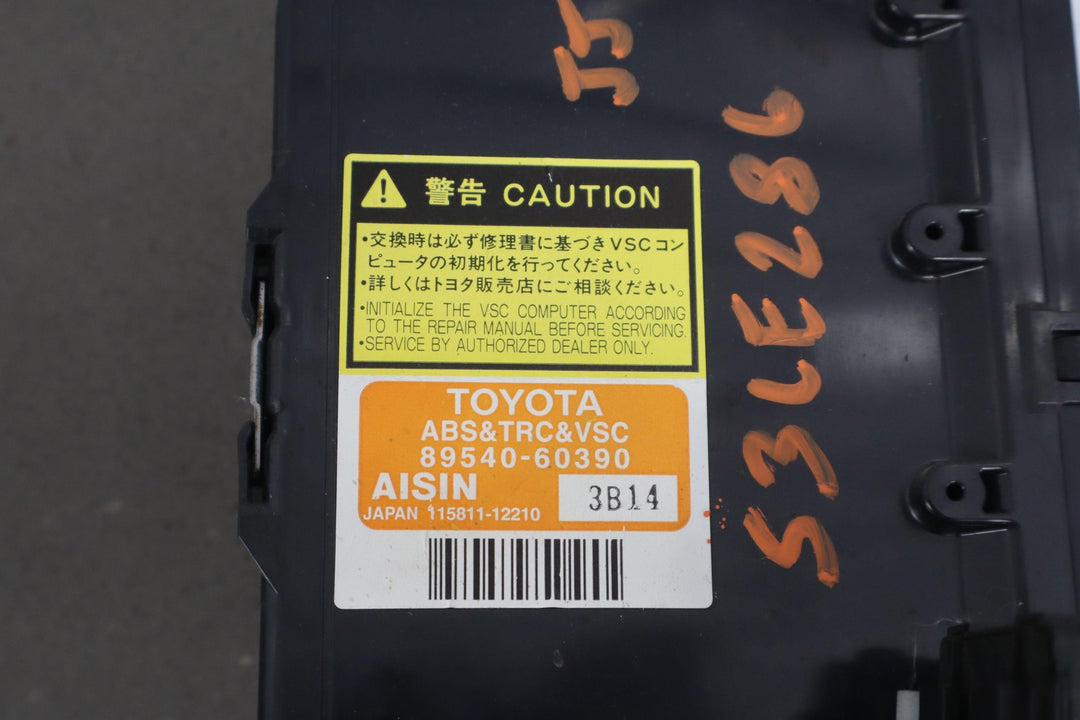 警告 CAUTION
・交換時は必ず修理書に基づきVSCコン
ピュータの初期化を行ってください。
・詳しくはトヨタ販売店にご相談ください。
・INITIALIZE THE VSC COMPUTER ACCORDING
TO THE REPAIR MANUAL BEFORE SERVICING.
・SERVICE BY AUTHORIZED DEALER ONLY.
TOYOTA
ABS&TRC&VSC
89540-60390
AISIN
3B14
JAPAN 115811-12210
S3LE286